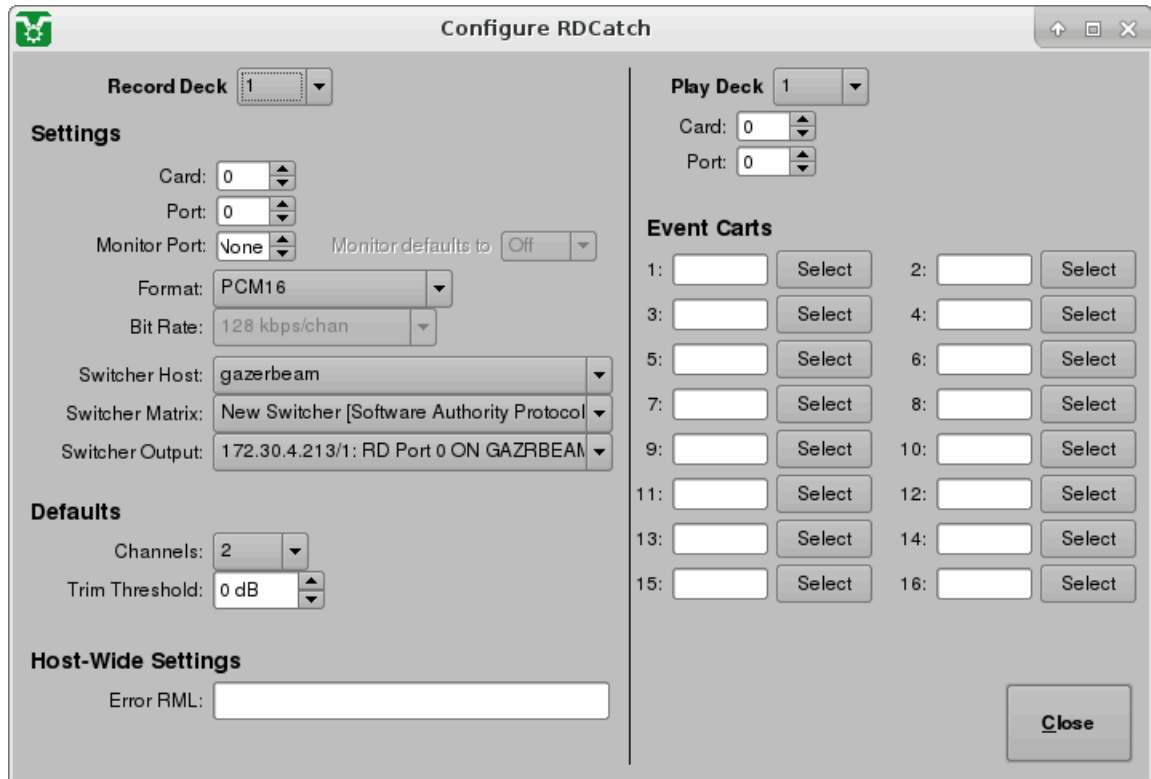 Configure RDCatch
Record Deck 1
Settings
Card: 0
Port: 0
Monitor Port: None Monitor defaults to Off
Format: PCM16
Bit Rate: 128 kbps/chan
Switcher Host: gazerbeam
Switcher Matrix: New Switcher [Software Authority Protocol
Switcher Output: 172.30.4.213/1: RD Port 0 ON GAZRBEAM
Defaults
Channels: 2
Trim Threshold: 0 dB
Host-Wide Settings
Error RML:
Play Deck 1
Card: 0
Port: 0
Event Carts
1: Select 2: Select
3: Select 4: Select
5: Select 6: Select
7: Select 8: Select
9: Select 10: Select
11: Select 12: Select
13: Select 14: Select
15: Select 16: Select
Close